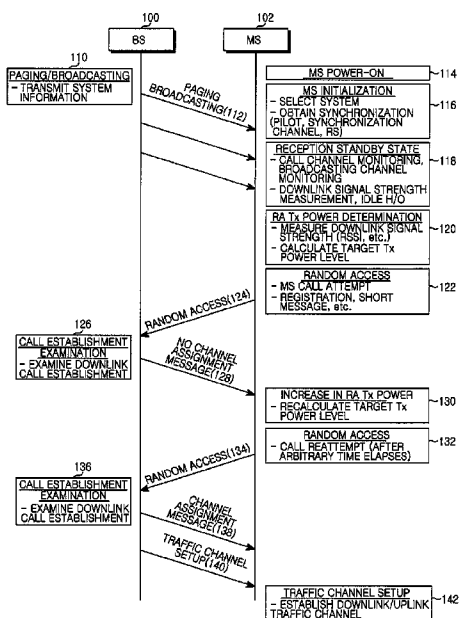 100
102
BS
MS
110
PAGING/BROADCASTING
- TRANSMIT SYSTEM
INFORMATION
PAGING
BROADCASTING(112)
MS POWER-ON
114
MS INITIALIZATION
- SELECT SYSTEM
- OBTAIN SYNCHRONIZATION
(PILOT, SYNCHRONIZATION
CHANNEL, RS)
116
RECEPTION STANDBY STATE
- CALL CHANNEL MONITORING,
BROADCASTING CHANNEL
MONITORING
- DOWNLINK SIGNAL STRENGTH
MEASUREMENT, IDLE H/O
118
RA Tx POWER DETERMINATION
- MEASURE DOWNLINK SIGNAL
STRENGTH (RSSI, etc.)
- CALCULATE TARGET Tx
POWER LEVEL
120
RANDOM ACCESS
- MS CALL ATTEMPT
- REGISTRATION, SHORT
MESSAGE, etc.
122
RANDOM ACCESS(124)
126
CALL ESTABLISHMENT
EXAMINATION
- EXAMINE DOWNLINK
CALL ESTABLISHMENT
NO CHANNEL
ASSIGNMENT
MESSAGE(128)
INCREASE IN RA Tx POWER
- RECALCULATE TARGET Tx
POWER LEVEL
130
RANDOM ACCESS
- CALL REATTEMPT (AFTER
ARBITRARY TIME ELAPSES)
132
RANDOM ACCESS(134)
136
CALL ESTABLISHMENT
EXAMINATION
- EXAMINE DOWNLINK
CALL ESTABLISHMENT
CHANNEL
ASSIGNMENT
MESSAGE(138)
TRAFFIC CHANNEL
SETUP(140)
TRAFFIC CHANNEL SETUP
- ESTABLISH DOWNLINK/UPLINK
TRAFFIC CHANNEL
142